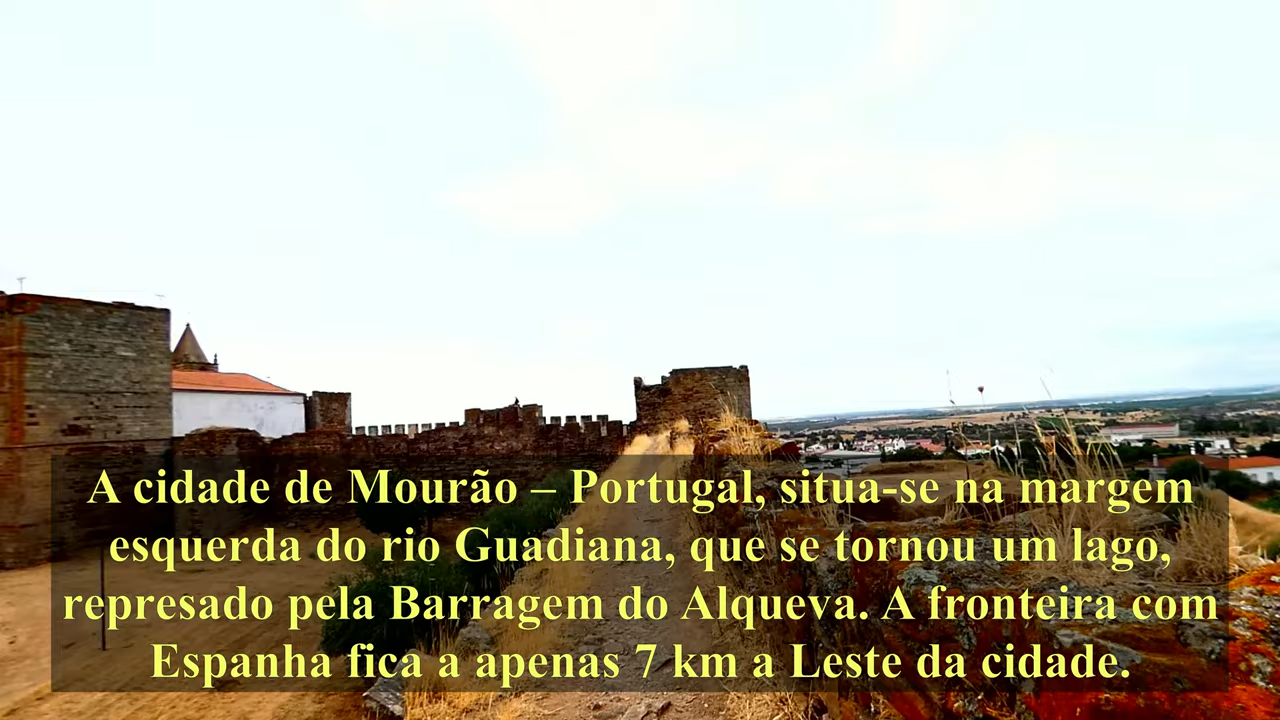 A cidade de Mourão – Portugal, situa-se na margem
esquerda do rio Guadiana, que se tornou um lago,
represado pela Barragem do Alqueva. A fronteira com
Espanha fica a apenas 7 km a Leste da cidade.